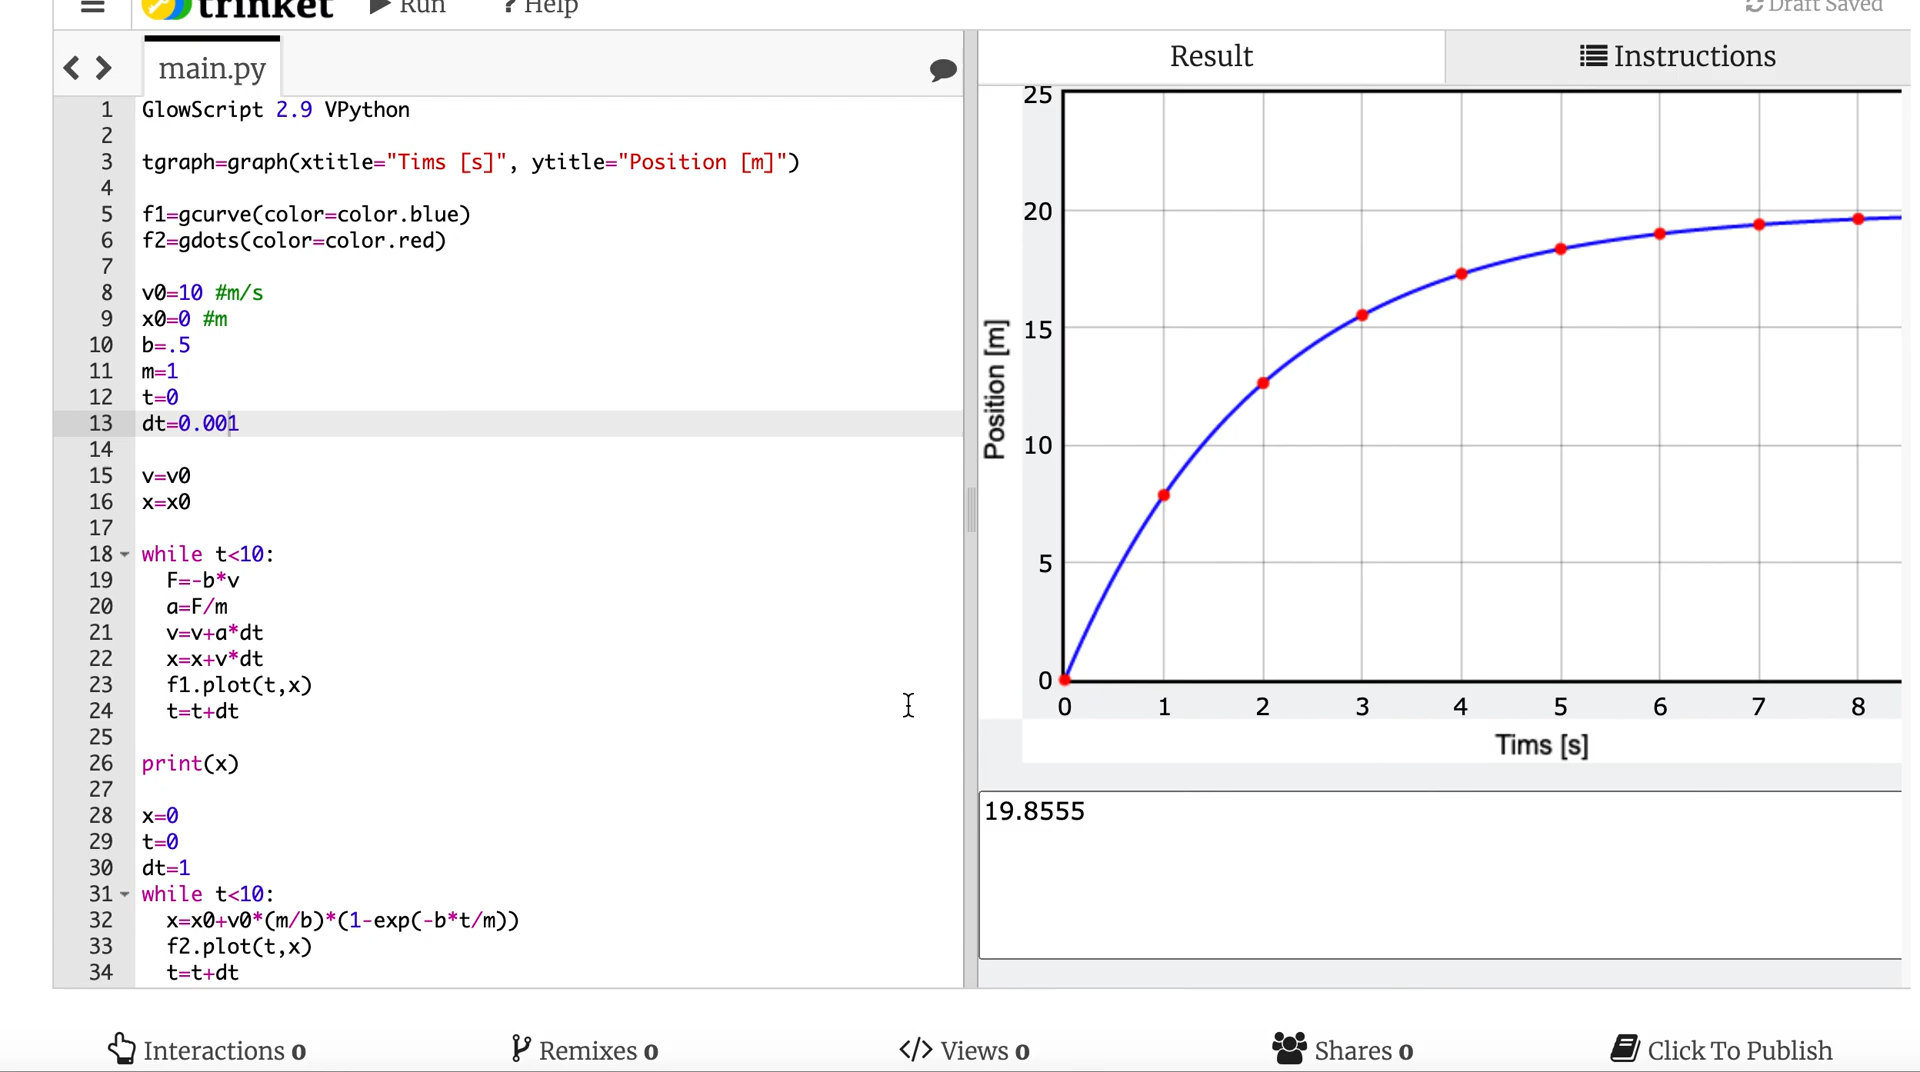 trinket Run ? Help Draft Saved
main.py
Result Instructions
1 GlowScript 2.9 VPython
2
3 tgraph=graph(xtitle="Tims [s]", ytitle="Position [m]")
4
5 f1=gcurve(color=color.blue)
6 f2=gdots(color=color.red)
7
8 v0=10 #m/s
9 x0=0 #m
10 b=.5
11 m=1
12 t=0
13 dt=0.001
14
15 v=v0
16 x=x0
17
18 while t<10:
19 F=-b*v
20 a=F/m
21 v=v+a*dt
22 x=x+v*dt
23 f1.plot(t,x)
24 t=t+dt
25
26 print(x)
27
28 x=0
29 t=0
30 dt=1
31 while t<10:
32 x=x0+v0*(m/b)*(1-exp(-b*t/m))
33 f2.plot(t,x)
34 t=t+dt
25
20
15
10
5
0
Position [m]
0 1 2 3 4 5 6 7 8
Tims [s]
19.8555
Interactions 0 Remixes 0 </> Views 0 Shares 0 Click To Publish